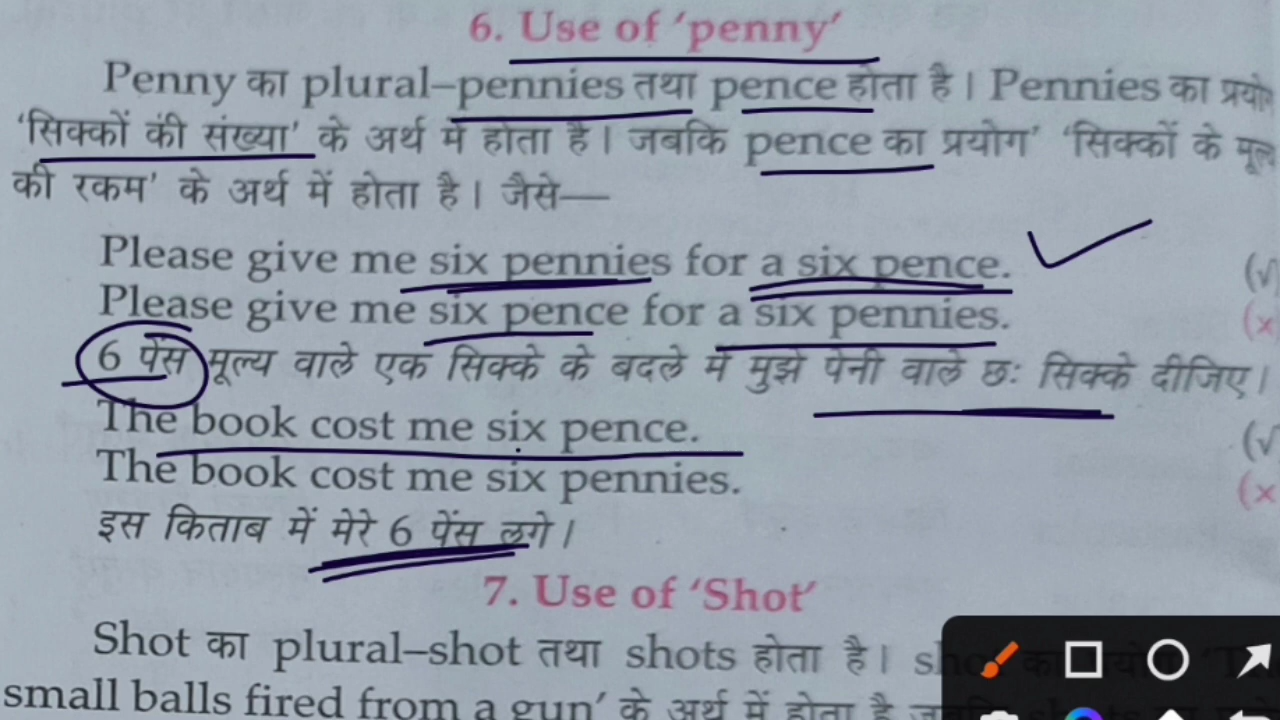 6. Use of 'penny'
Penny का plural–pennies तथा pence होता है। Pennies का
'सिक्कों की संख्या' के अर्थ में होता है। जबकि pence का प्रयोग' 'सिक्कों के
की रकम' के अर्थ में होता है। जैसे—
Please give me six pennies for a six pence. (√
Please give me six pence for a six pennies. (×
6 पेंस मूल्य वाले एक सिक्के के बदले में मुझे पेनी वाले छः सिक्के दीजिए।
The book cost me six pence. (√
The book cost me six pennies. (×
इस किताब में मेरे 6 पेंस लगे।
7. Use of 'Shot'
Shot का plural–shot तथा shots होता है।
small balls fired from a gun' के अर्थ में होता है